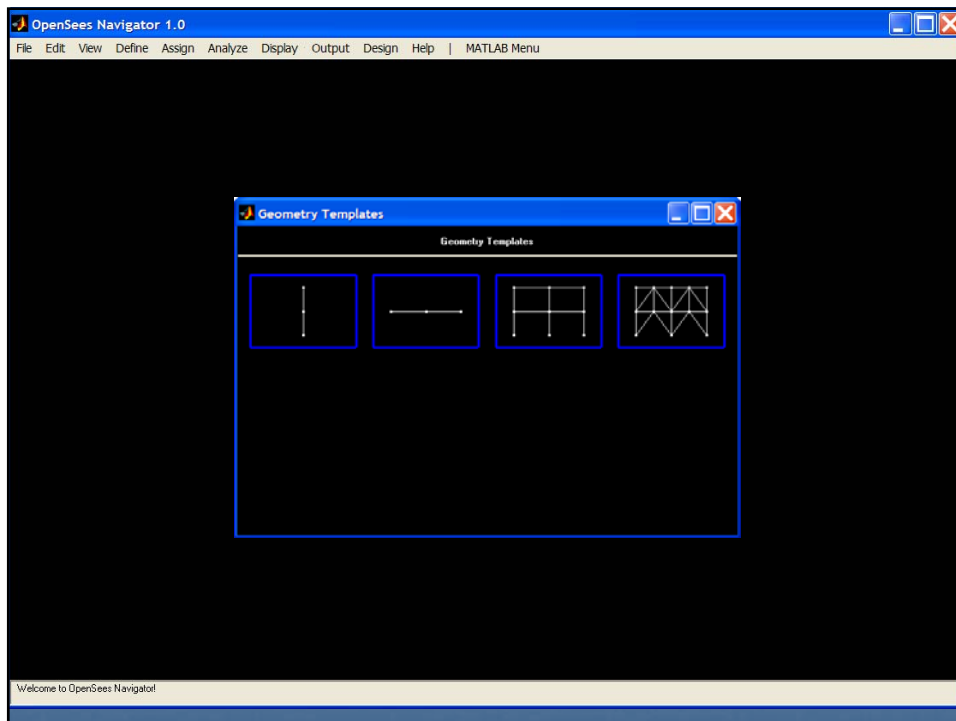 OpenSees Navigator 1.0
File Edit View Define Assign Analyze Display Output Design Help | MATLAB Menu
Geometry Templates
Geometry Templates
Welcome to OpenSees Navigator!